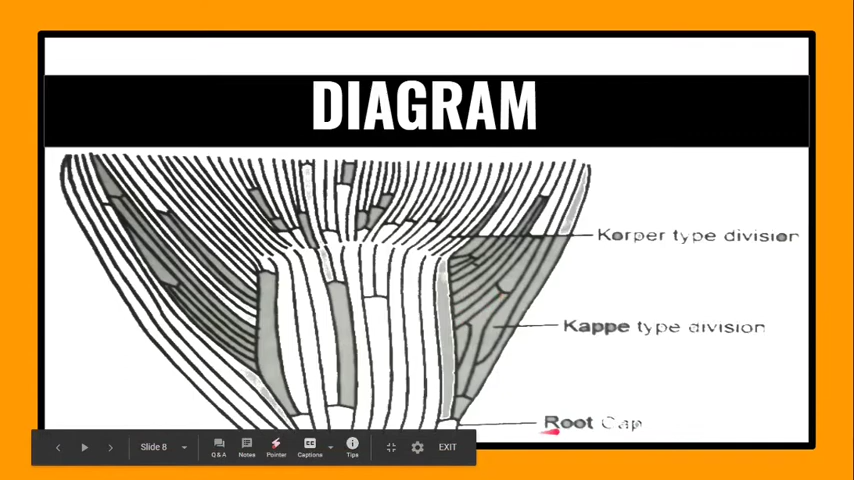 DIAGRAM
Korper type division
Kappe type division
Root Cap
Slide 8
Q&A
Notes
Pointer
Captions
Tips
EXIT